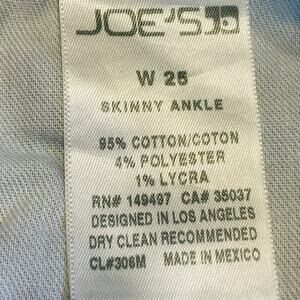 JOE'S
W 25
SKINNY ANKLE
95% COTTON/COTON
4% POLYESTER
1% LYCRA
RN# 149497 CA# 35037
DESIGNED IN LOS ANGELES
DRY CLEAN RECOMMENDED
CL#306M MADE IN MEXICO